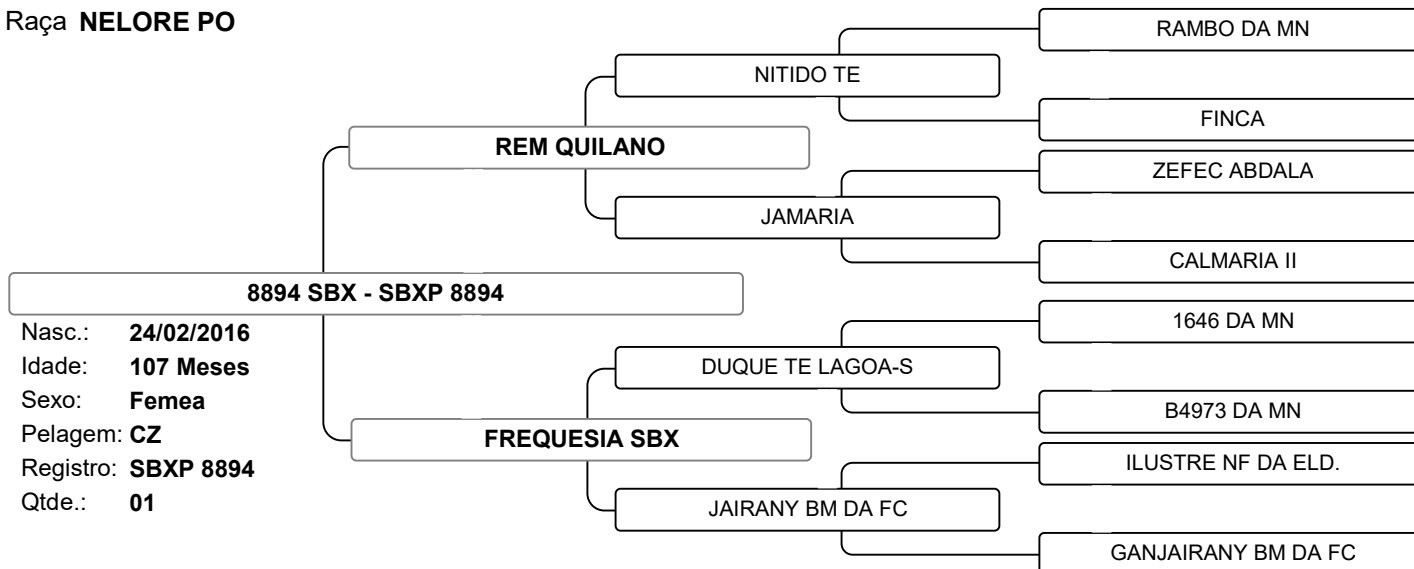 Raça NELORE PO
RAMBO DA MN
NITIDO TE
FINCA
REM QUILANO
ZEFEC ABDALA
JAMARIA
CALMARIA II
8894 SBX - SBXP 8894
Nasc.: 24/02/2016
Idade: 107 Meses
Sexo: Femea
Pelagem: CZ
Registro: SBXP 8894
Qtde.: 01
1646 DA MN
DUQUE TE LAGOA-S
B4973 DA MN
FREQUESIA SBX
ILUSTRE NF DA ELD.
JAIRANY BM DA FC
GANJAIRANY BM DA FC